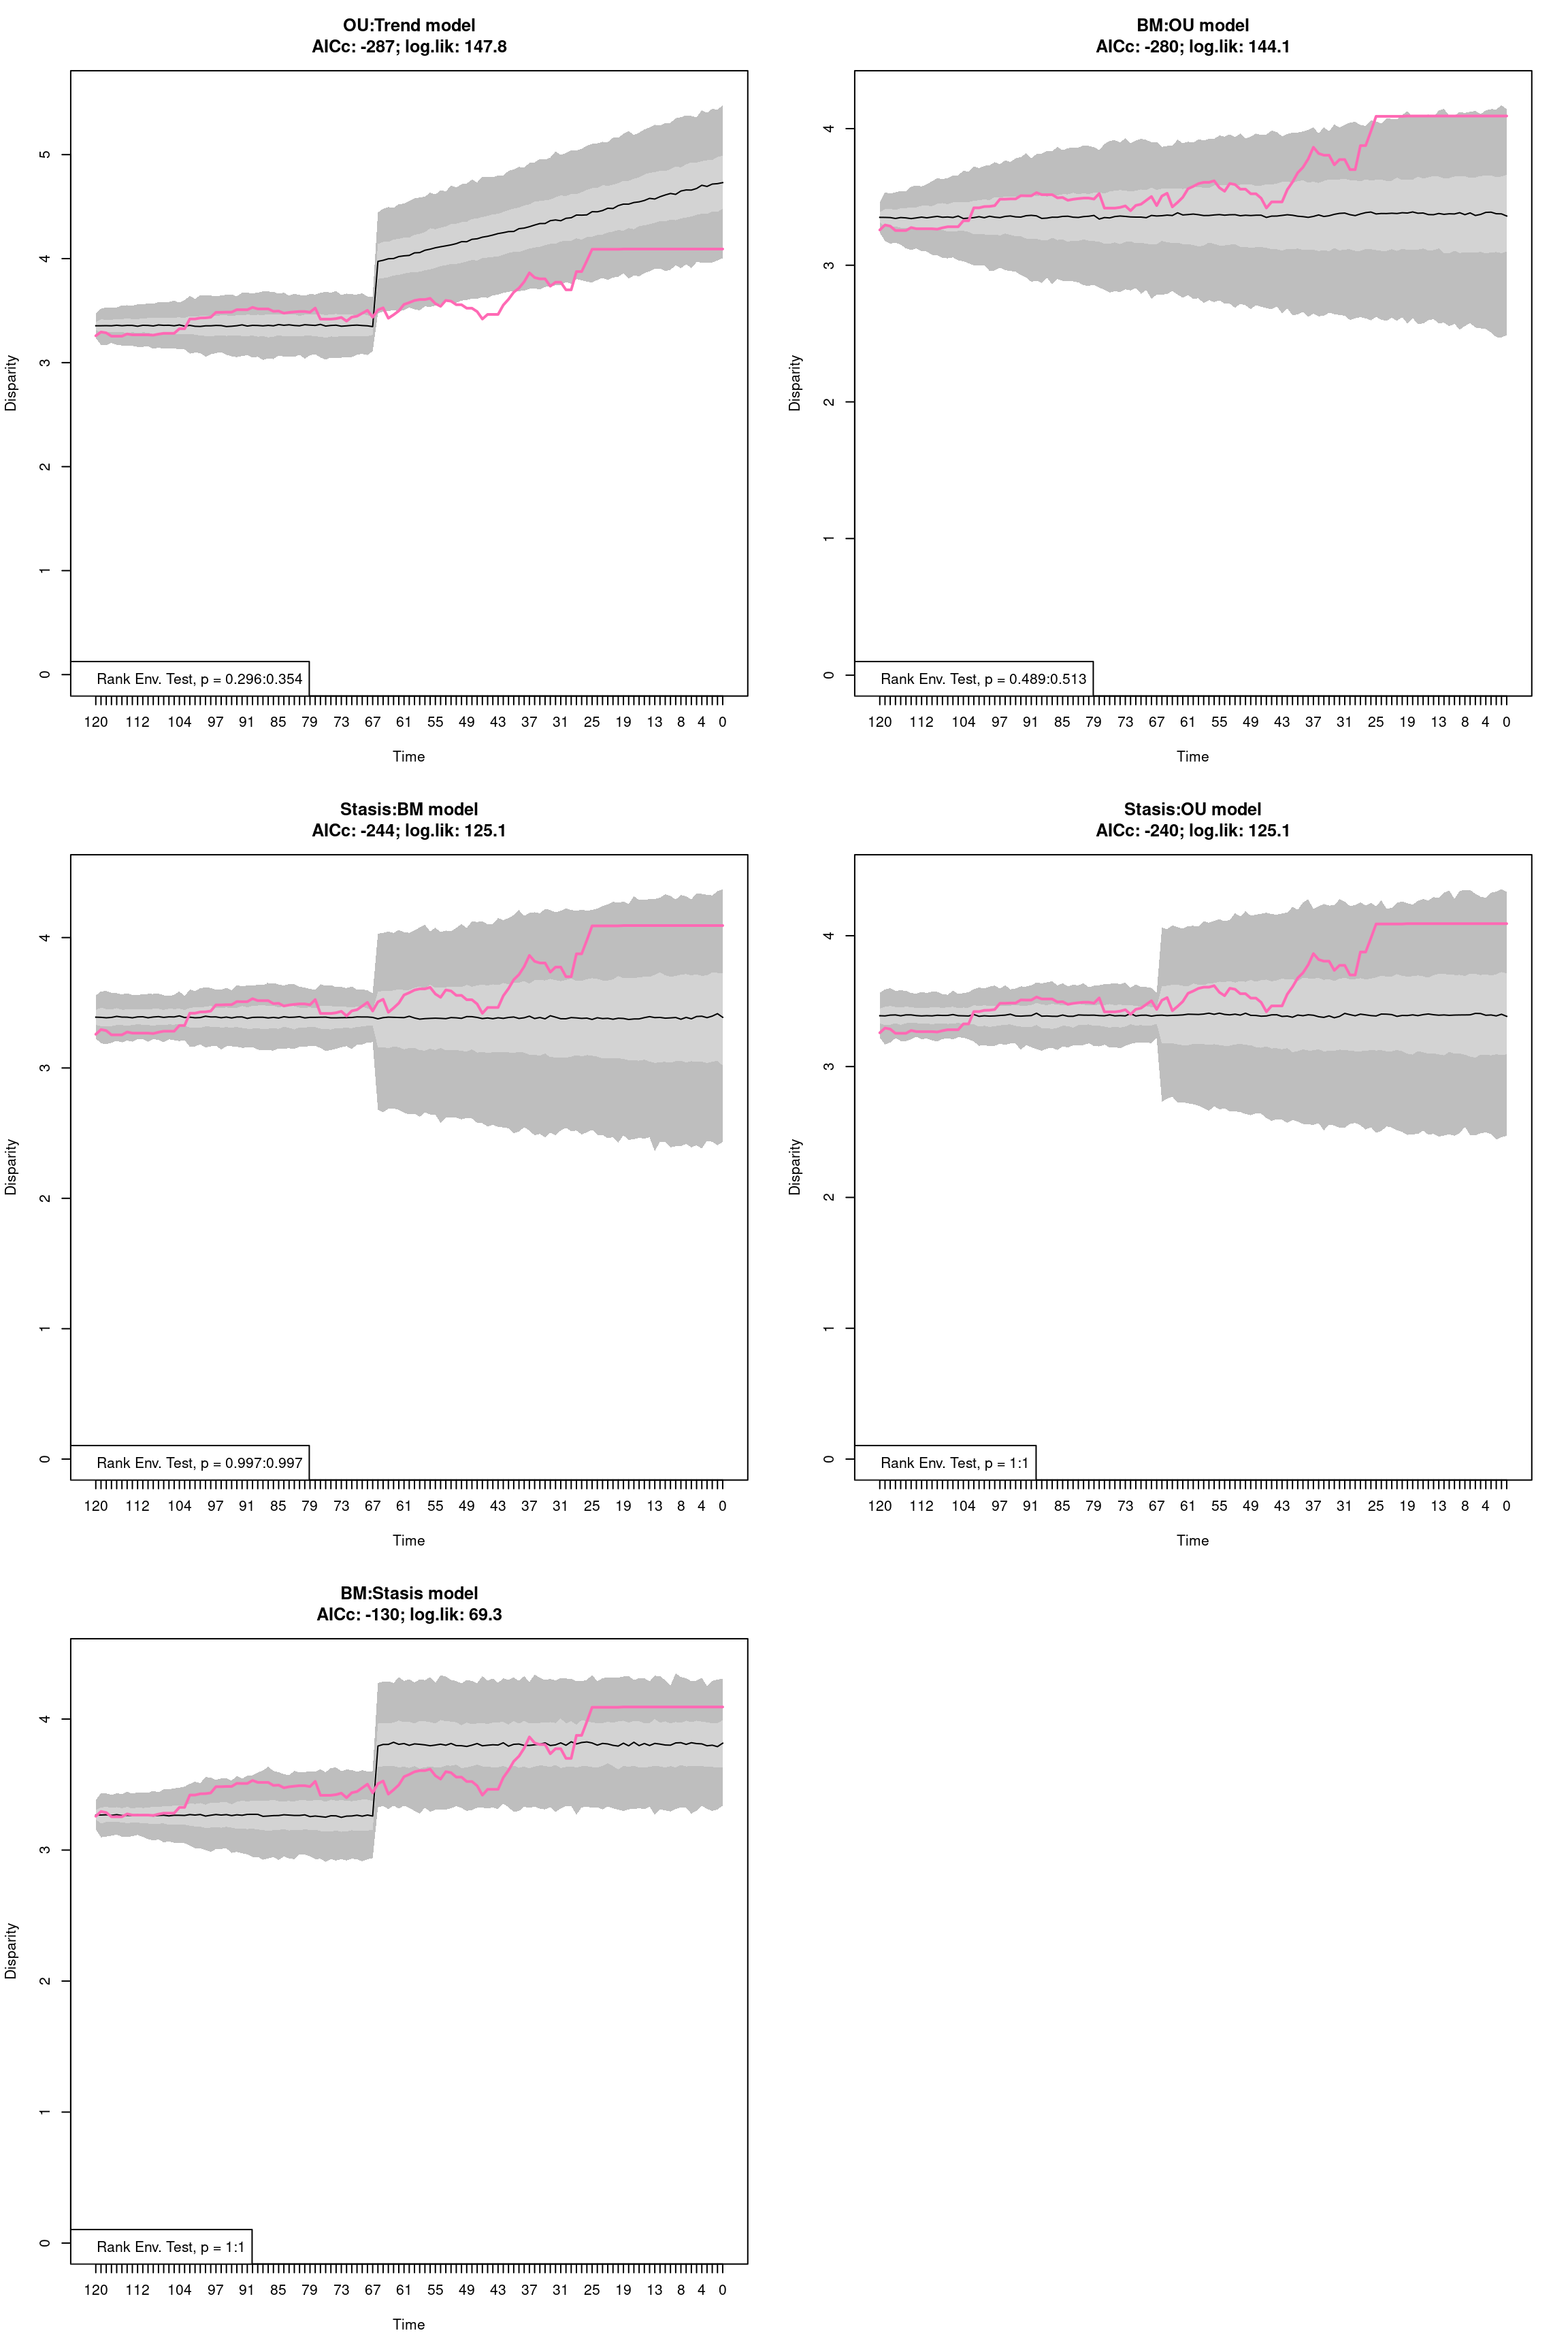 OU:Trend model
AICc: -287; log.lik: 147.8
Disparity
5
4
3
2
1
0
Rank Env. Test, p = 0.296:0.354
120 112 104 97 91 85 79 73 67 61 55 49 43 37 31 25 19 13 8 4 0
Time
BM:OU model
AICc: -280; log.lik: 144.1
Disparity
4
3
2
1
0
Rank Env. Test, p = 0.489:0.513
120 112 104 97 91 85 79 73 67 61 55 49 43 37 31 25 19 13 8 4 0
Time
Stasis:BM model
AICc: -244; log.lik: 125.1
Disparity
4
3
2
1
0
Rank Env. Test, p = 0.997:0.997
120 112 104 97 91 85 79 73 67 61 55 49 43 37 31 25 19 13 8 4 0
Time
Stasis:OU model
AICc: -240; log.lik: 125.1
Disparity
4
3
2
1
0
Rank Env. Test, p = 1:1
120 112 104 97 91 85 79 73 67 61 55 49 43 37 31 25 19 13 8 4 0
Time
BM:Stasis model
AICc: -130; log.lik: 69.3
Disparity
4
3
2
1
0
Rank Env. Test, p = 1:1
120 112 104 97 91 85 79 73 67 61 55 49 43 37 31 25 19 13 8 4 0
Time